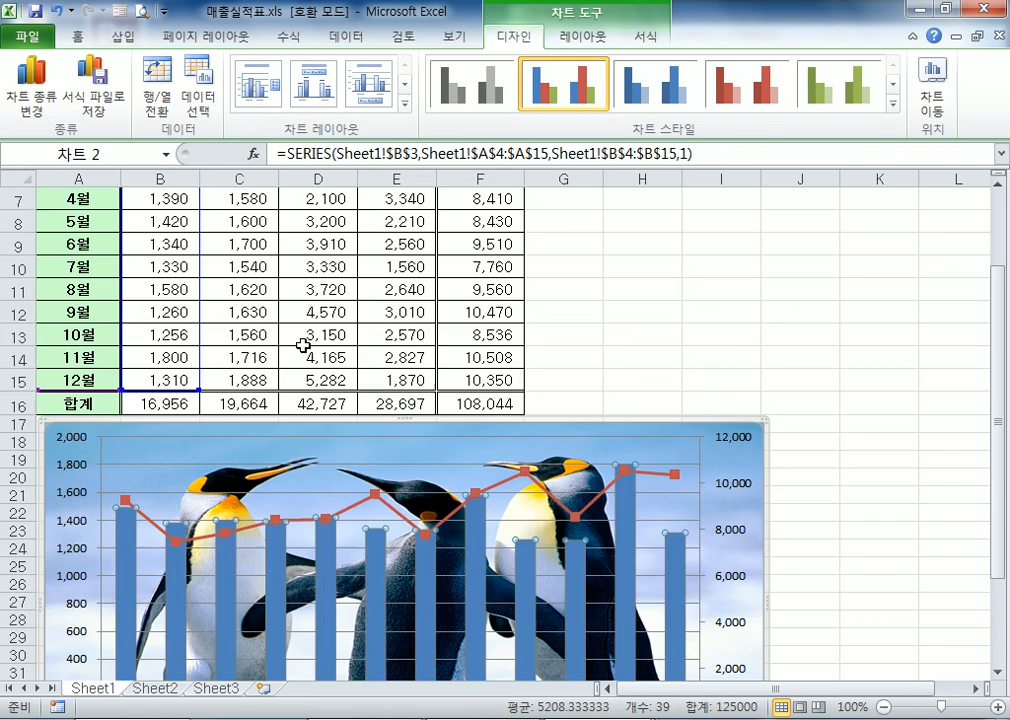 매출실적표.xls [호환 모드] - Microsoft Excel
차트 도구
파일 홈 삽입 페이지 레이아웃 수식 데이터 검토 보기 디자인 레이아웃 서식
차트 종류 변경
서식 파일로 저장
행/열 전환
데이터 선택
차트 이동
종류 데이터 차트 레이아웃 차트 스타일 위치
차트 2 fx =SERIES(Sheet1!$B$3,Sheet1!$A$4:$A$15,Sheet1!$B$4:$B$15,1)
A B C D E F G H I J K L
7 4월 1,390 1,580 2,100 3,340 8,410
8 5월 1,420 1,600 3,200 2,210 8,430
9 6월 1,340 1,700 3,910 2,560 9,510
10 7월 1,330 1,540 3,330 1,560 7,760
11 8월 1,580 1,620 3,720 2,640 9,560
12 9월 1,260 1,630 4,570 3,010 10,470
13 10월 1,256 1,560 3,150 2,570 8,536
14 11월 1,800 1,716 4,165 2,827 10,508
15 12월 1,310 1,888 5,282 1,870 10,350
16 합계 16,956 19,664 42,727 28,697 108,044
17
18 2,000 12,000
19 1,800
20 10,000
21 1,600
22 1,400
23 8,000
24 1,200
25 1,000 6,000
26
27 800
28 4,000
29 600
30 400
31 2,000
Sheet1 Sheet2 Sheet3
준비 평균: 5208.333333 개수: 39 합계: 125000 100%